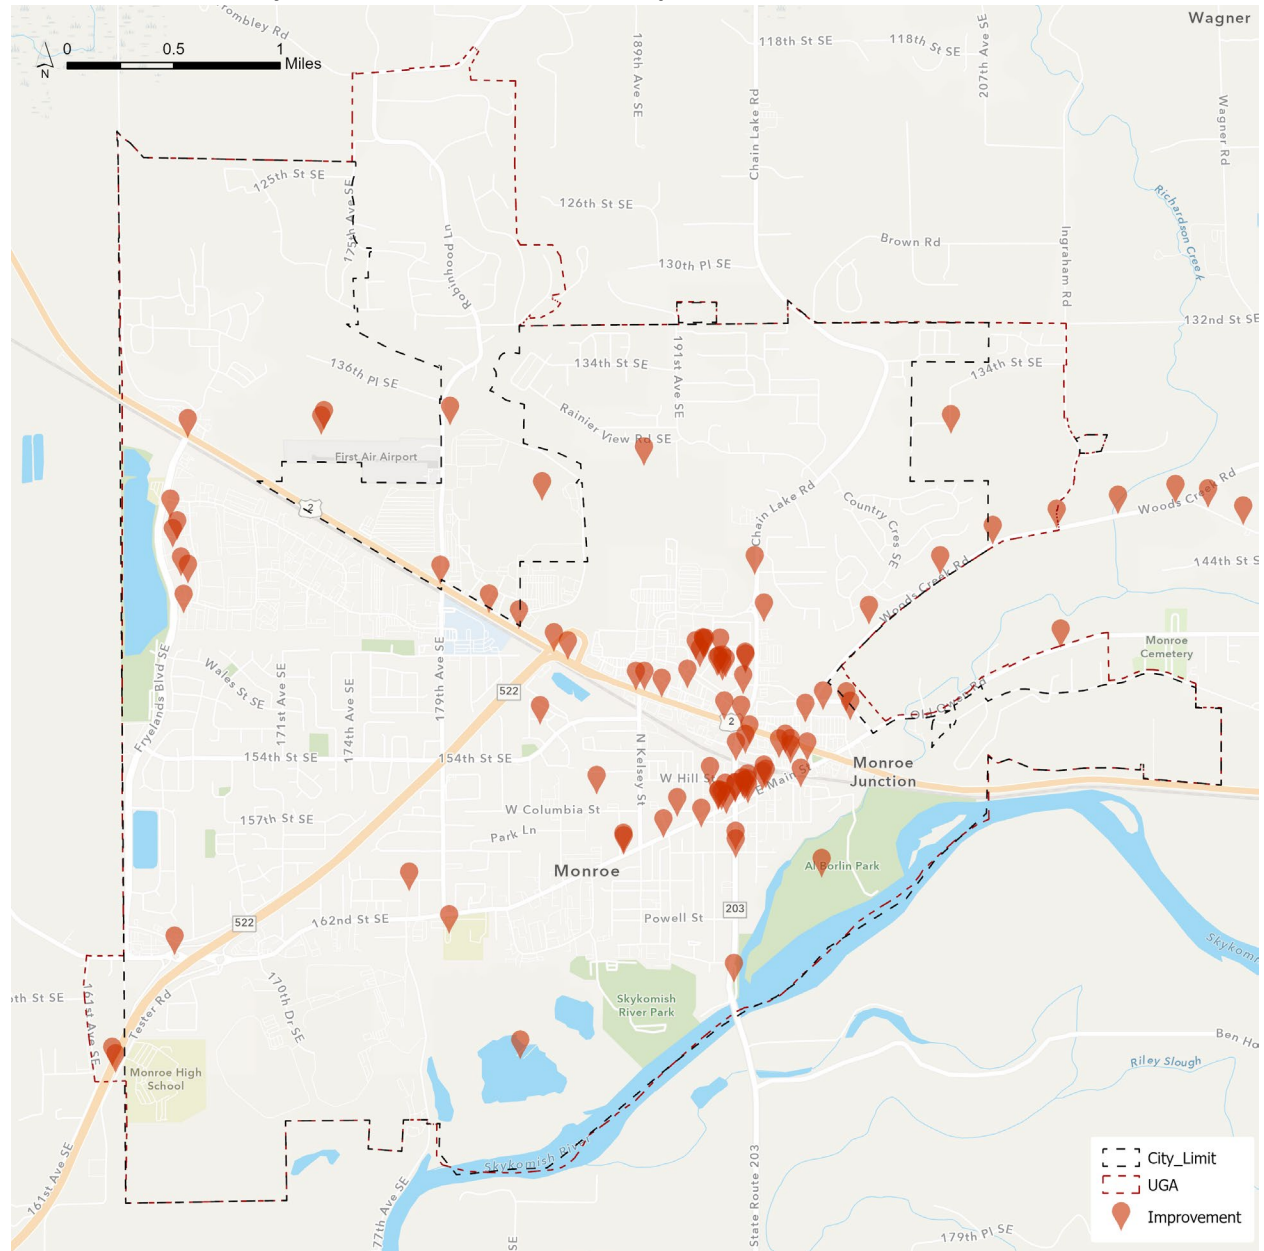 Wagner
118th St SE
118th St SE
207th Ave SE
189th Ave SE
Chain Lake Rd
Wagner Rd
0 0.5 1
Miles
N
125th St SE
175th Ave SE
126th St SE
Robinhood Ln
130th Pl SE
Brown Rd
Ingraham Rd
Richardson Creek
132nd St SE
136th Pl SE
134th St SE
191st Ave SE
134th St SE
Rainier View Rd SE
First Air Airport
2
Chain Lake Rd
Country Cres SE
Woods Creek Rd
Woods Creek Rd
144th St S
Monroe
Cemetery
Fryelands Blvd SE
Wales St SE
171st Ave SE
174th Ave SE
179th Ave SE
522
2
Old Owen Rd
154th St SE
154th St SE
N Kelsey St
W Hill St
E Main St
Monroe
Junction
W Columbia St
157th St SE
Park Ln
Monroe
Al Borlin Park
522
162nd St SE
Powell St
203
Skykom
161st Ave SE
Tester Rd
170th Dr SE
Skykomish
River Park
Monroe High
School
Ben Ho
Riley Slough
Skykomish River
161st Ave SE
77th Ave SE
SE
State Route 203
179th Pl SE
City_Limit
UGA
Improvement